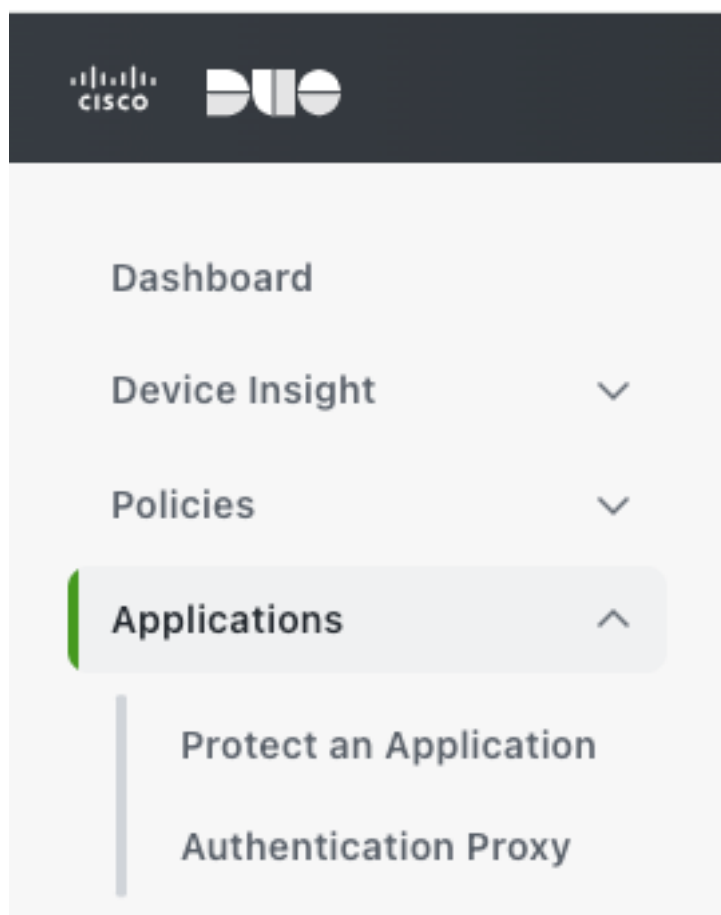 CISCO DUO
Dashboard
Device Insight
Policies
Applications
Protect an Application
Authentication Proxy